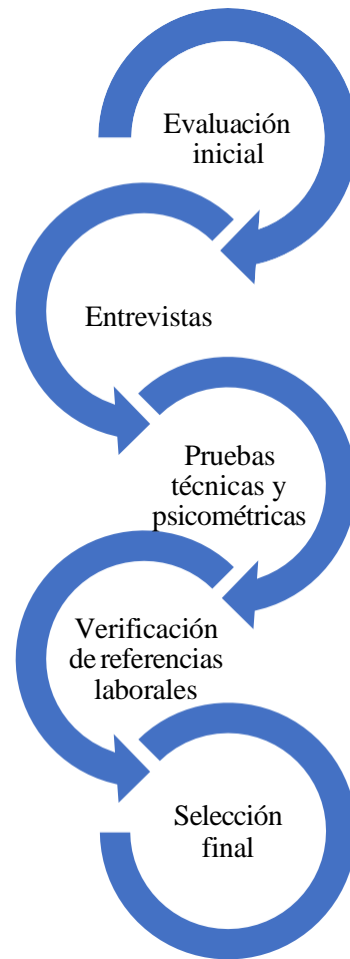 Evaluación
inicial
Entrevistas
Pruebas
técnicas y
psicométricas
Verificación
de referencias
laborales
Selección
final